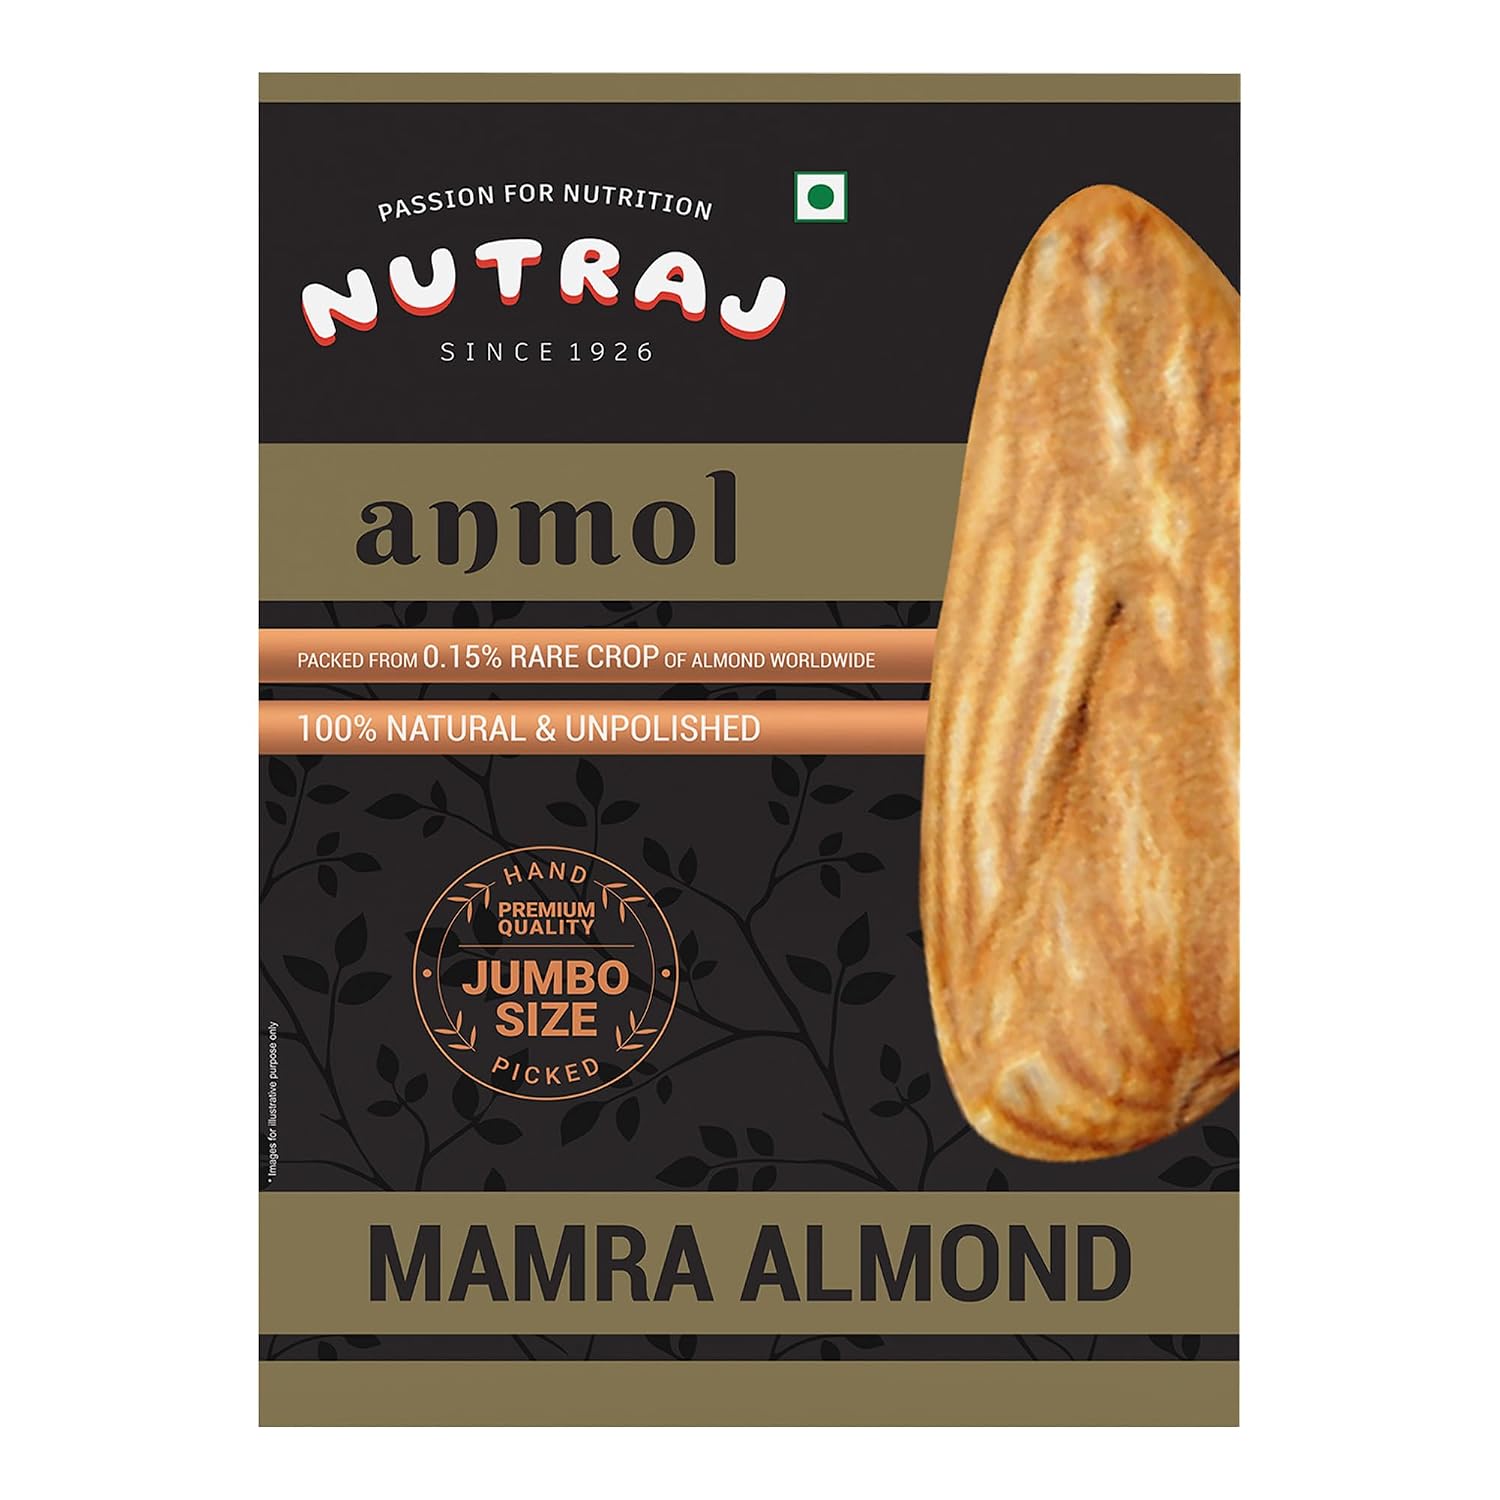 PASSION FOR NUTRITION
NUTRAJ
SINCE 1926
anmol
PACKED FROM 0.15% RARE CROP OF ALMOND WORLDWIDE
100% NATURAL & UNPOLISHED
HAND
PREMIUM
QUALITY
JUMBO
SIZE
PICKED
* Images for illustrative purpose only
MAMRA ALMOND